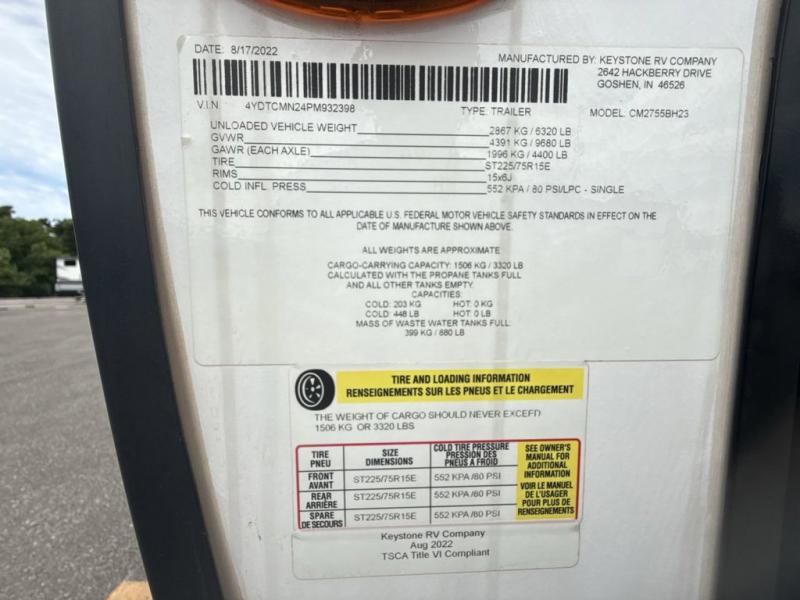 DATE: 8/17/2022
MANUFACTURED BY: KEYSTONE RV COMPANY
2642 HACKBERRY DRIVE
GOSHEN, IN 46526
V.I.N. 4YDTCMN24PM932398 TYPE: TRAILER MODEL: CM2755BH23
UNLOADED VEHICLE WEIGHT 2867 KG / 6320 LB
GVWR 4391 KG / 9680 LB
GAWR (EACH AXLE) 1996 KG / 4400 LB
TIRE ST225/75R15E
RIMS 15x6J
COLD INFL. PRESS 552 KPA / 80 PSI/LPC - SINGLE
THIS VEHICLE CONFORMS TO ALL APPLICABLE U.S. FEDERAL MOTOR VEHICLE SAFETY STANDARDS IN EFFECT ON THE
DATE OF MANUFACTURE SHOWN ABOVE.
ALL WEIGHTS ARE APPROXIMATE
CARGO-CARRYING CAPACITY: 1506 KG / 3320 LB
CALCULATED WITH THE PROPANE TANKS FULL
AND ALL OTHER TANKS EMPTY.
CAPACITIES:
COLD: 203 KG HOT: 0 KG
COLD: 448 LB HOT: 0 LB
MASS OF WASTE WATER TANKS FULL:
399 KG / 880 LB
TIRE AND LOADING INFORMATION
RENSEIGNEMENTS SUR LES PNEUS ET LE CHARGEMENT
THE WEIGHT OF CARGO SHOULD NEVER EXCEED
1506 KG OR 3320 LBS
TIRE
PNEU
SIZE
DIMENSIONS
COLD TIRE PRESSURE
PRESSION DES
PNEUS A FROID
FRONT
AVANT
ST225/75R15E
552 KPA /80 PSI
REAR
ARRIÈRE
ST225/75R15E
552 KPA /80 PSI
SPARE
DE SECOURS
ST225/75R15E
552 KPA /80 PSI
SEE OWNER'S
MANUAL FOR
ADDITIONAL
INFORMATION
VOIR LE MANUEL
DE L'USAGER
POUR PLUS DE
RENSEIGNEMENTS
Keystone RV Company
Aug 2022
TSCA Title VI Compliant